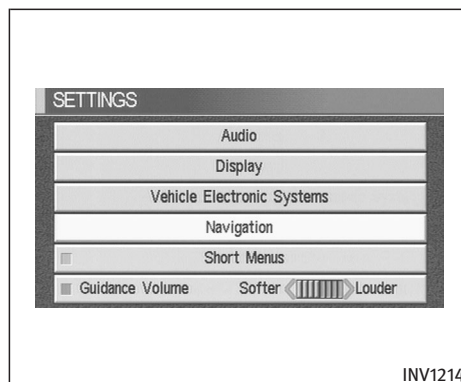 SETTINGS
Audio
Display
Vehicle Electronic Systems
Navigation
Short Menus
Guidance Volume Softer Louder
INV1214